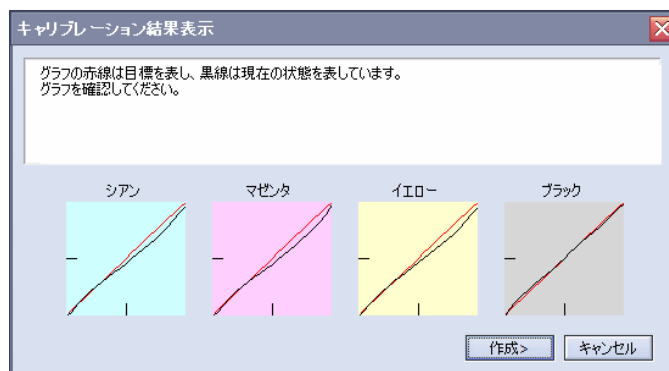 キャリブレーション結果表示
グラフの赤線は目標を表し、黒線は現在の状態を表しています。
グラフを確認してください。
シアン
マゼンタ
イエロー
ブラック
作成>
キャンセル